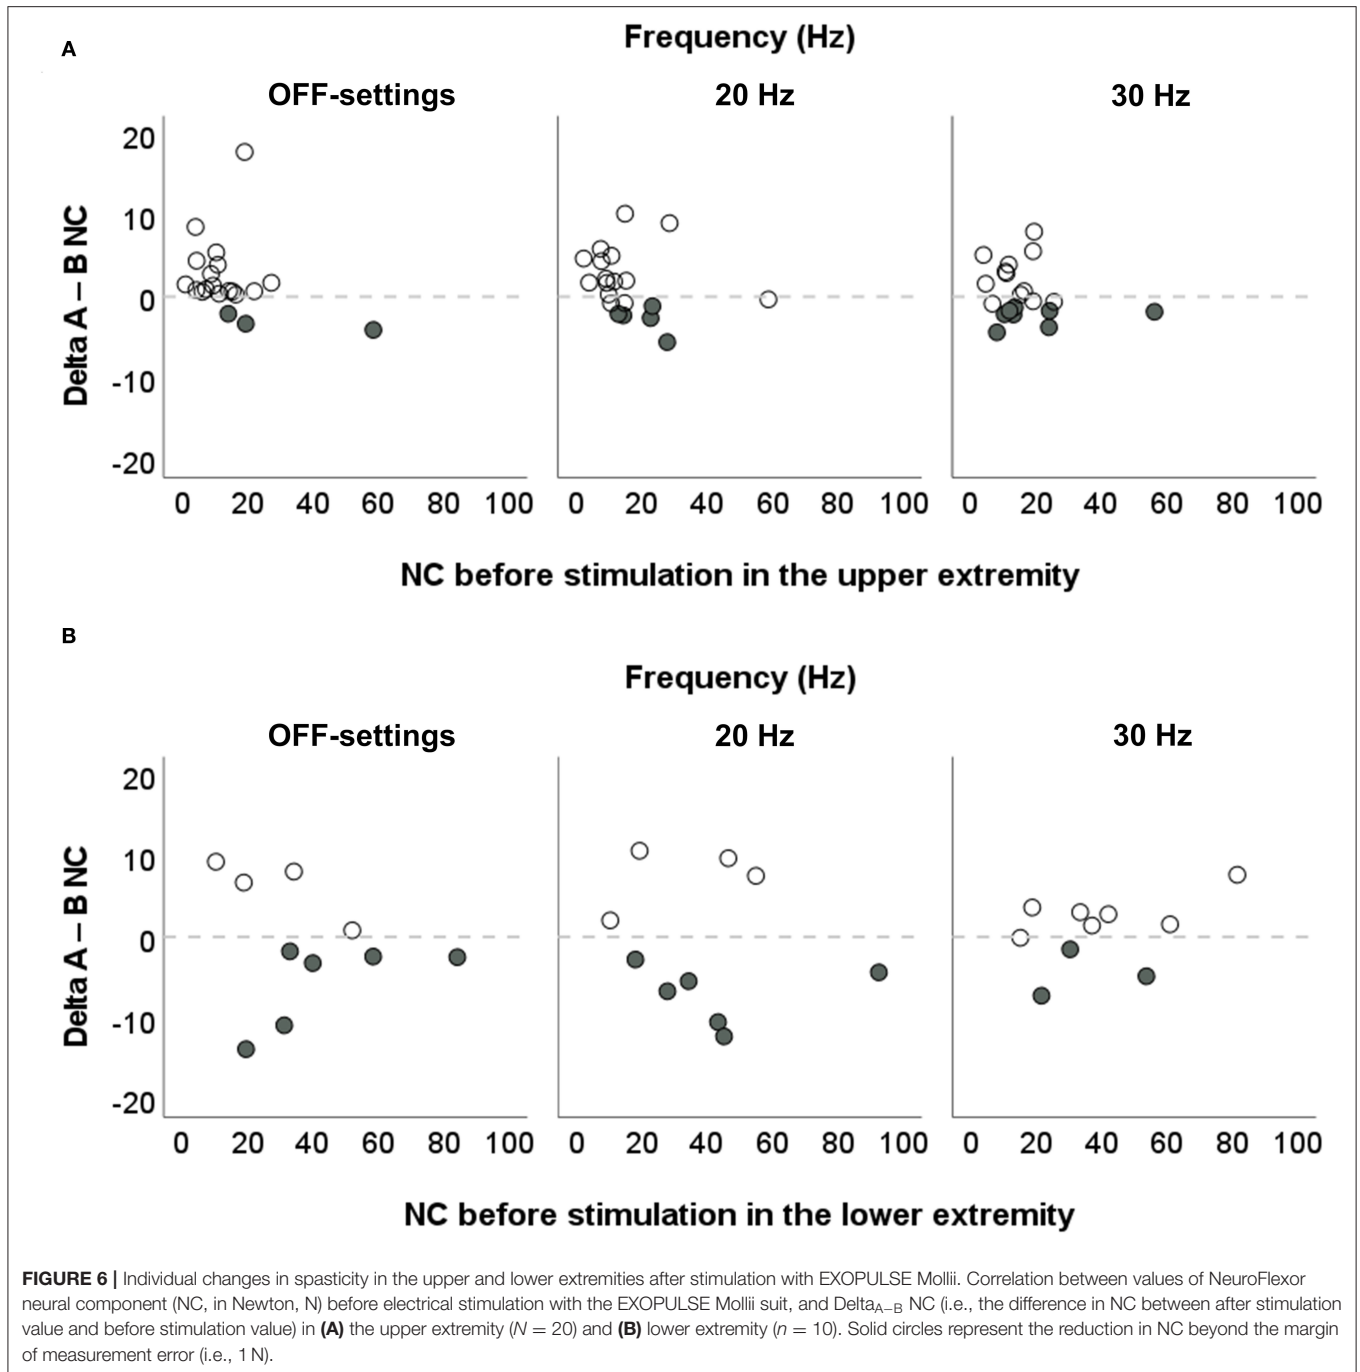 A
Frequency (Hz)
OFF-settings 20 Hz 30 Hz
Delta A – B NC
20
10
0
-10
-20
0 20 40 60 80 100 0 20 40 60 80 100 0 20 40 60 80 100
NC before stimulation in the upper extremity
B
Frequency (Hz)
OFF-settings 20 Hz 30 Hz
Delta A – B NC
20
10
0
-10
-20
0 20 40 60 80 100 0 20 40 60 80 100 0 20 40 60 80 100
NC before stimulation in the lower extremity
FIGURE 6 | Individual changes in spasticity in the upper and lower extremities after stimulation with EXOPULSE Mollii. Correlation between values of NeuroFlexor
neural component (NC, in Newton, N) before electrical stimulation with the EXOPULSE Mollii suit, and DeltaA–B NC (i.e., the difference in NC between after stimulation
value and before stimulation value) in (A) the upper extremity (N = 20) and (B) lower extremity (n = 10). Solid circles represent the reduction in NC beyond the margin
of measurement error (i.e., 1 N).